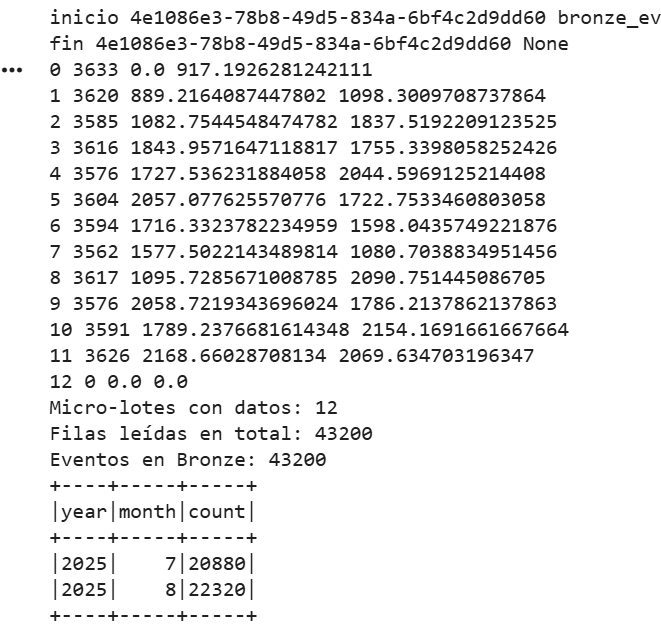 inicio 4e1086e3-78b8-49d5-834a-6bf4c2d9dd60 bronze_ev
fin 4e1086e3-78b8-49d5-834a-6bf4c2d9dd60 None
0 3633 0.0 917.1926281242111
1 3620 889.2164087447802 1098.3009708737864
2 3585 1082.7544548474782 1837.5192209123525
3 3616 1843.9571647118817 1755.3398058252426
4 3576 1727.536231884058 2044.5969125214408
5 3604 2057.077625570776 1722.7533460803058
6 3594 1716.3323782234959 1598.0435749221876
7 3562 1577.5022143489814 1080.7038834951456
8 3617 1095.7285671008785 2090.751445086705
9 3576 2058.7219343696024 1786.2137862137863
10 3591 1789.2376681614348 2154.1691661667664
11 3626 2168.66028708134 2069.634703196347
12 0 0.0 0.0
Micro-lotes con datos: 12
Filas leídas en total: 43200
Eventos en Bronze: 43200
+----+-----+-----+
|year|month|count|
+----+-----+-----+
|2025|    7|20880|
|2025|    8|22320|
+----+-----+-----+